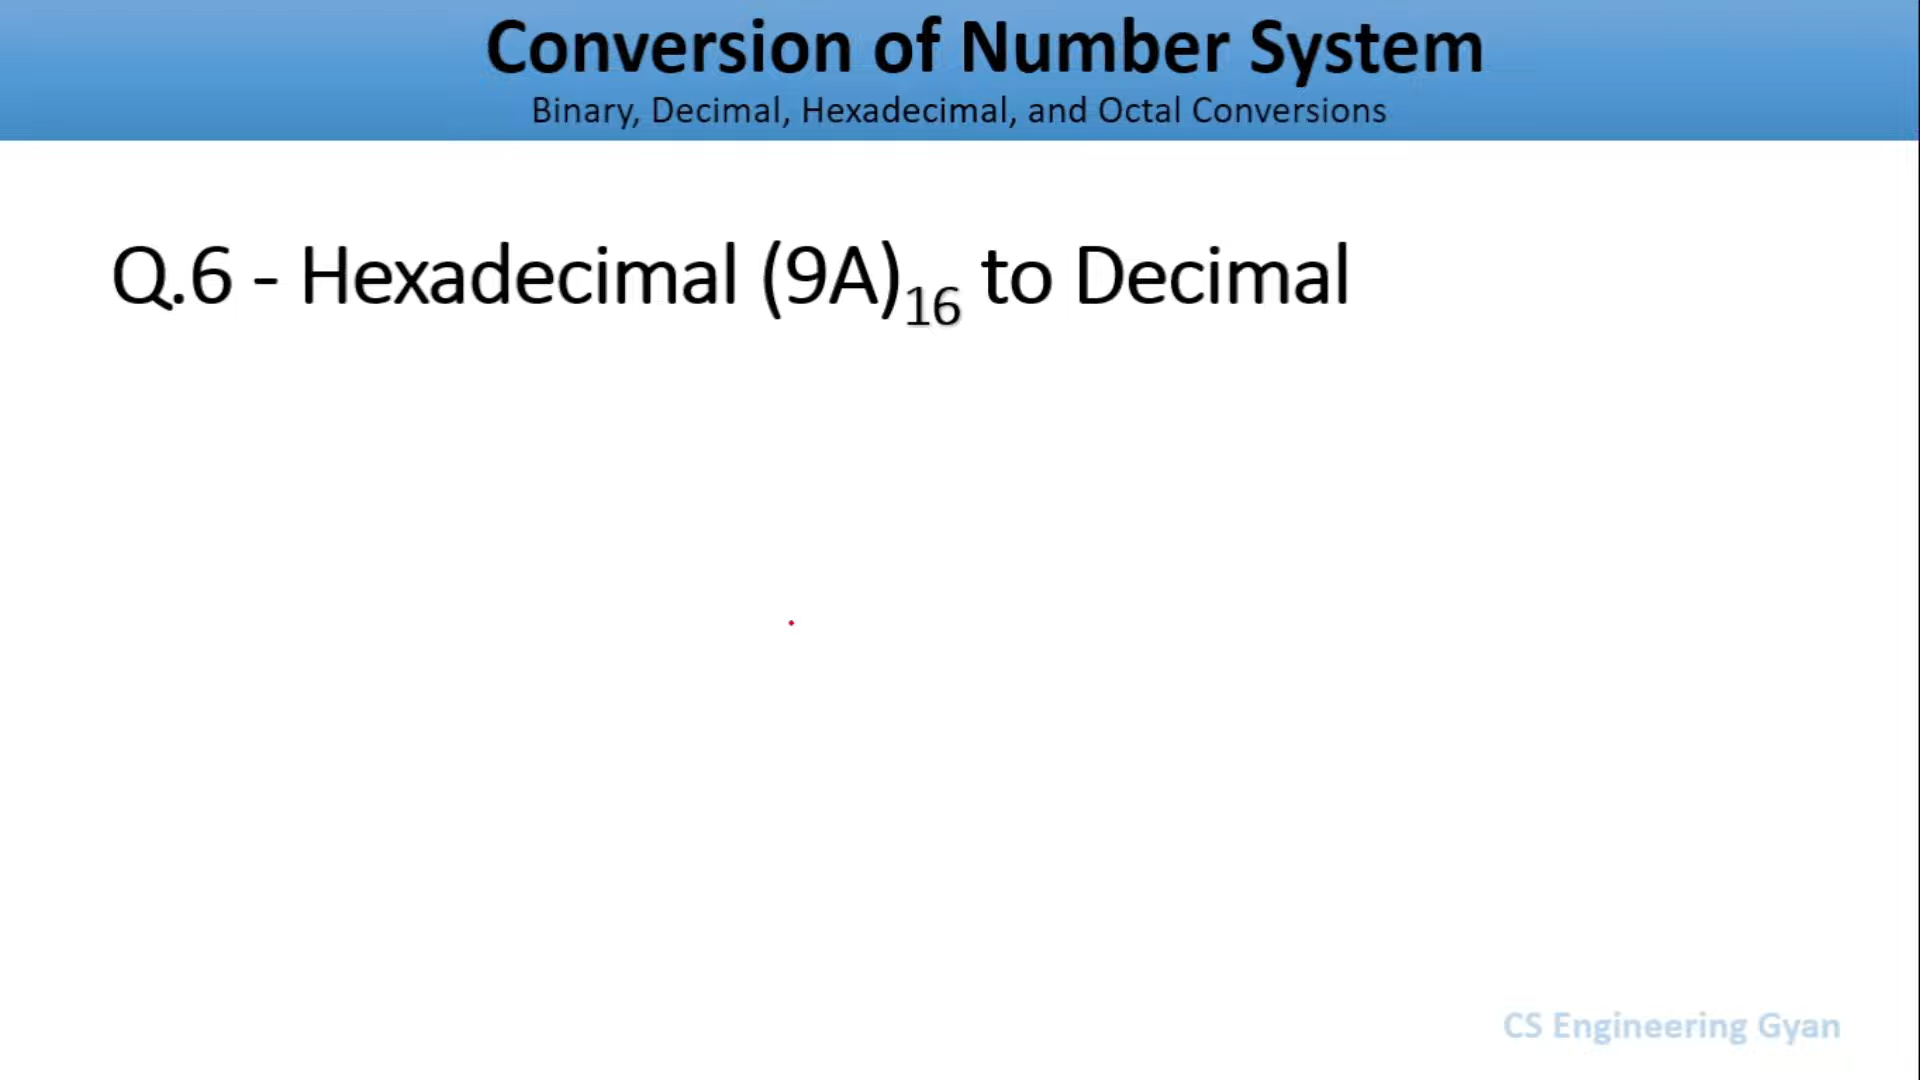 Conversion of Number System
Binary, Decimal, Hexadecimal, and Octal Conversions
Q.6 - Hexadecimal (9A)₁₆ to Decimal
CS Engineering Gyan